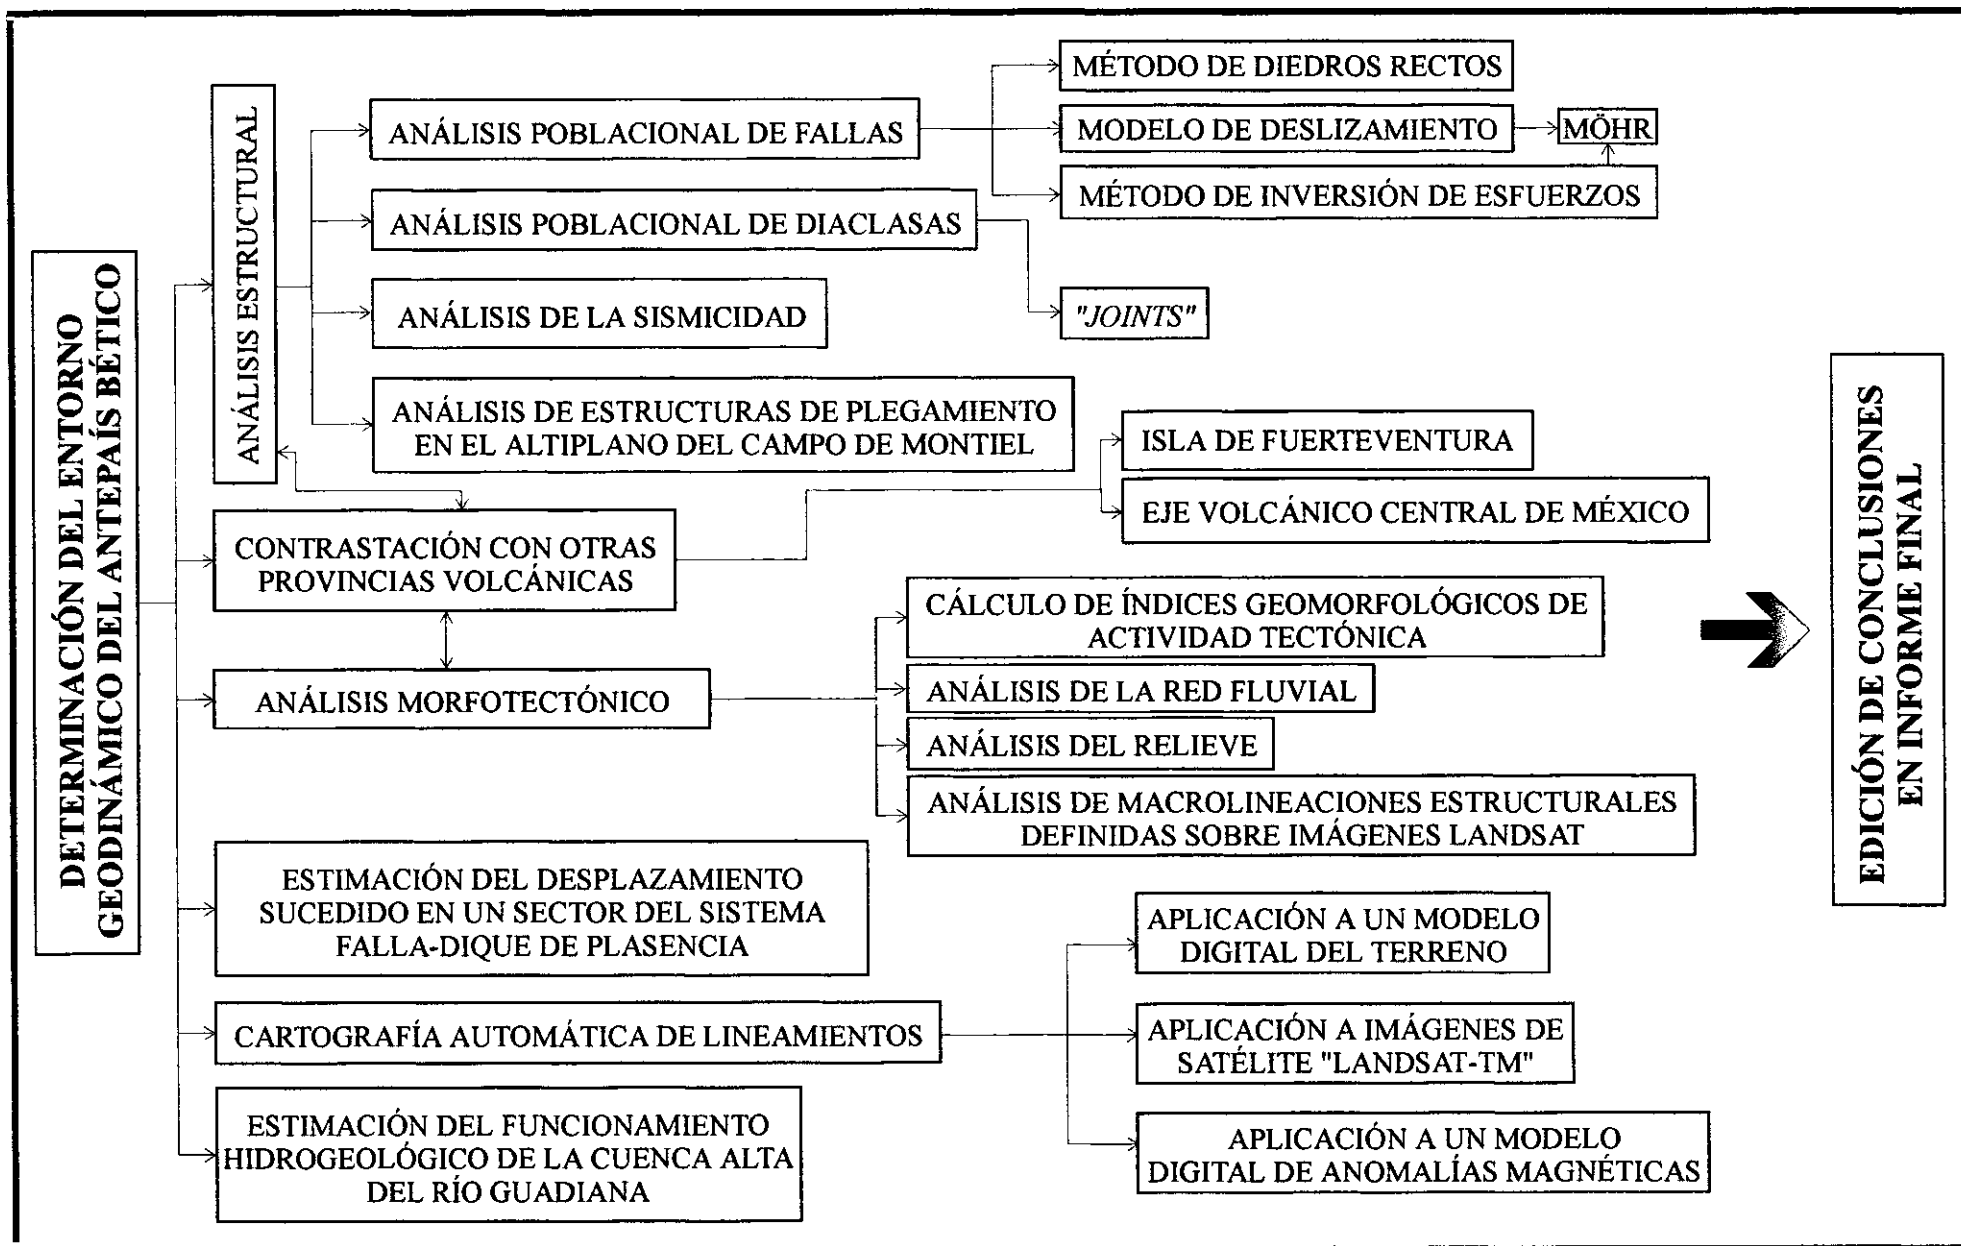 DETERMINACIÓN DEL ENTORNO
GEODINÁMICO DEL ANTEPAÍS BÉTICO
ANÁLISIS ESTRUCTURAL
ANÁLISIS POBLACIONAL DE FALLAS
MÉTODO DE DIEDROS RECTOS
MODELO DE DESLIZAMIENTO
MÖHR
MÉTODO DE INVERSIÓN DE ESFUERZOS
ANÁLISIS POBLACIONAL DE DIACLASAS
"JOINTS"
ANÁLISIS DE LA SISMICIDAD
ANÁLISIS DE ESTRUCTURAS DE PLEGAMIENTO
EN EL ALTIPLANO DEL CAMPO DE MONTIEL
CONTRASTACIÓN CON OTRAS
PROVINCIAS VOLCÁNICAS
ISLA DE FUERTEVENTURA
EJE VOLCÁNICO CENTRAL DE MÉXICO
ANÁLISIS MORFOTECTÓNICO
CÁLCULO DE ÍNDICES GEOMORFOLÓGICOS DE
ACTIVIDAD TECTÓNICA
ANÁLISIS DE LA RED FLUVIAL
ANÁLISIS DEL RELIEVE
ANÁLISIS DE MACROLINEACIONES ESTRUCTURALES
DEFINIDAS SOBRE IMÁGENES LANDSAT
ESTIMACIÓN DEL DESPLAZAMIENTO
SUCEDIDO EN UN SECTOR DEL SISTEMA
FALLA-DIQUE DE PLASENCIA
CARTOGRAFÍA AUTOMÁTICA DE LINEAMIENTOS
APLICACIÓN A UN MODELO
DIGITAL DEL TERRENO
APLICACIÓN A IMÁGENES DE
SATÉLITE "LANDSAT-TM"
APLICACIÓN A UN MODELO
DIGITAL DE ANOMALÍAS MAGNÉTICAS
ESTIMACIÓN DEL FUNCIONAMIENTO
HIDROGEOLÓGICO DE LA CUENCA ALTA
DEL RÍO GUADIANA
EDICIÓN DE CONCLUSIONES
EN INFORME FINAL